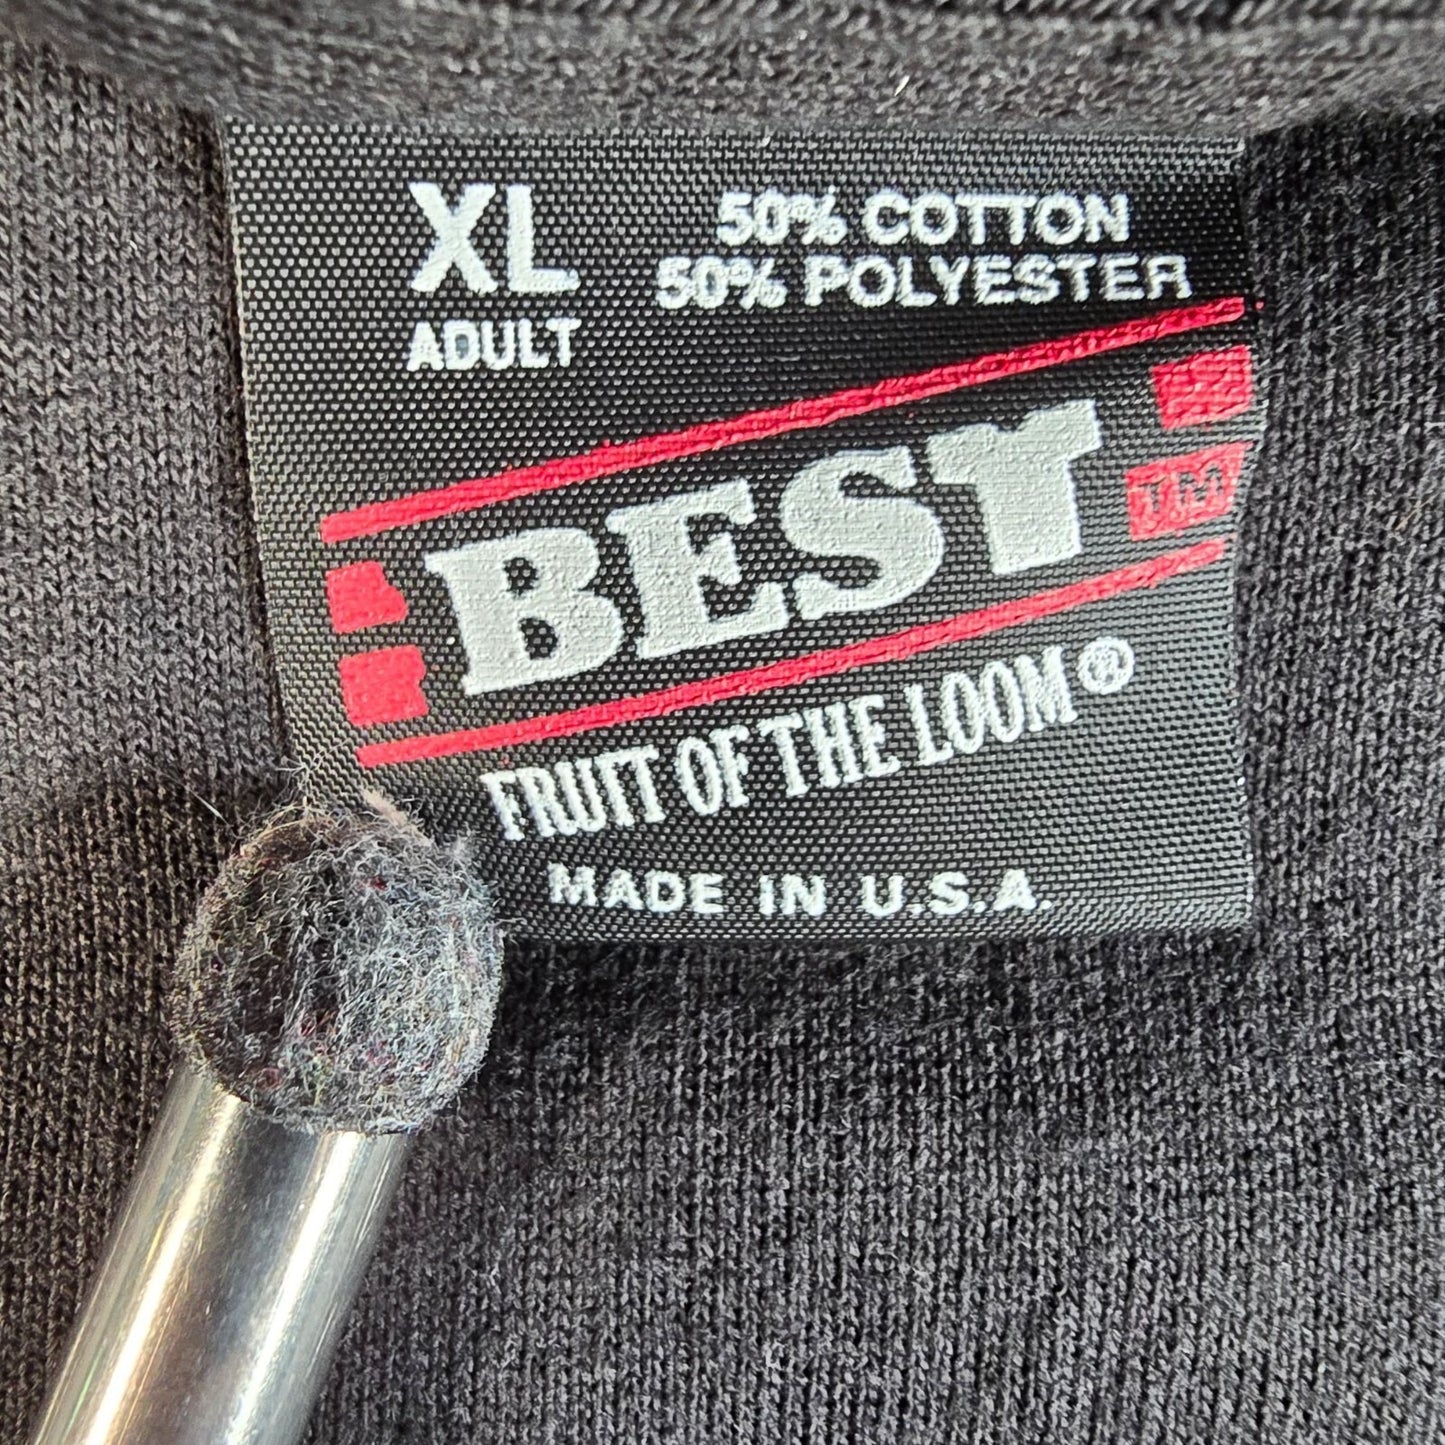 XL
ADULT
50% COTTON
50% POLYESTER
BEST
TM
FRUIT OF THE LOOM®
MADE IN U.S.A.